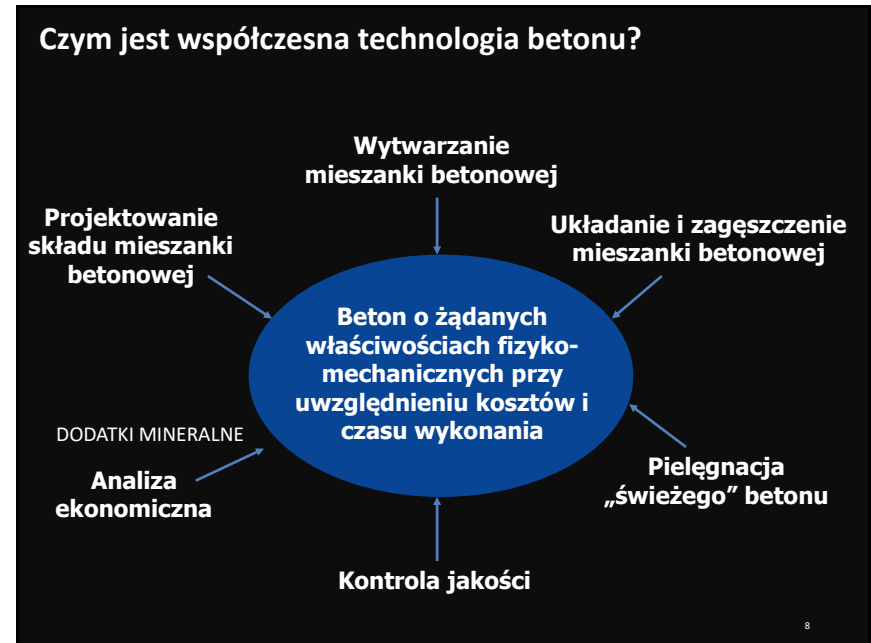 Czym jest współczesna technologia betonu?
Wytwarzanie
mieszanki betonowej
Projektowanie
składu mieszanki
betonowej
Układanie i zagęszczenie
mieszanki betonowej
Beton o żądanych
właściwościach fizyko-
mechanicznych przy
uwzględnieniu kosztów i
czasu wykonania
DODATKI MINERALNE
Analiza
ekonomiczna
Pielęgnacja
„świeżego” betonu
Kontrola jakości
8